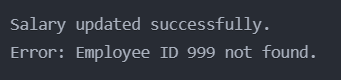 Salary updated successfully.
Error: Employee ID 999 not found.